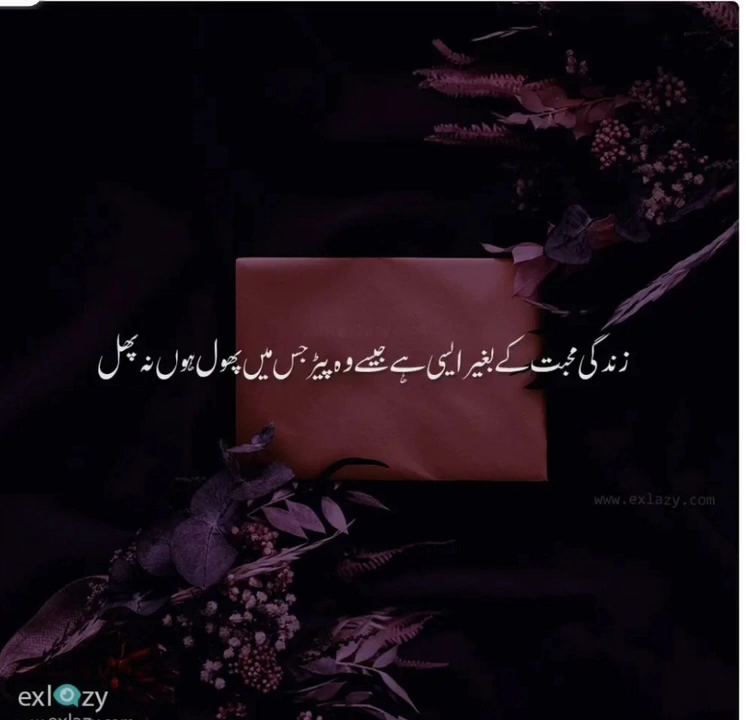 زندگی محبت کے بغیر ایسی ہے جیسے وہ پیڑ جس میں پھول ہوں نہ پھل
www.exlazy.com
exlazy